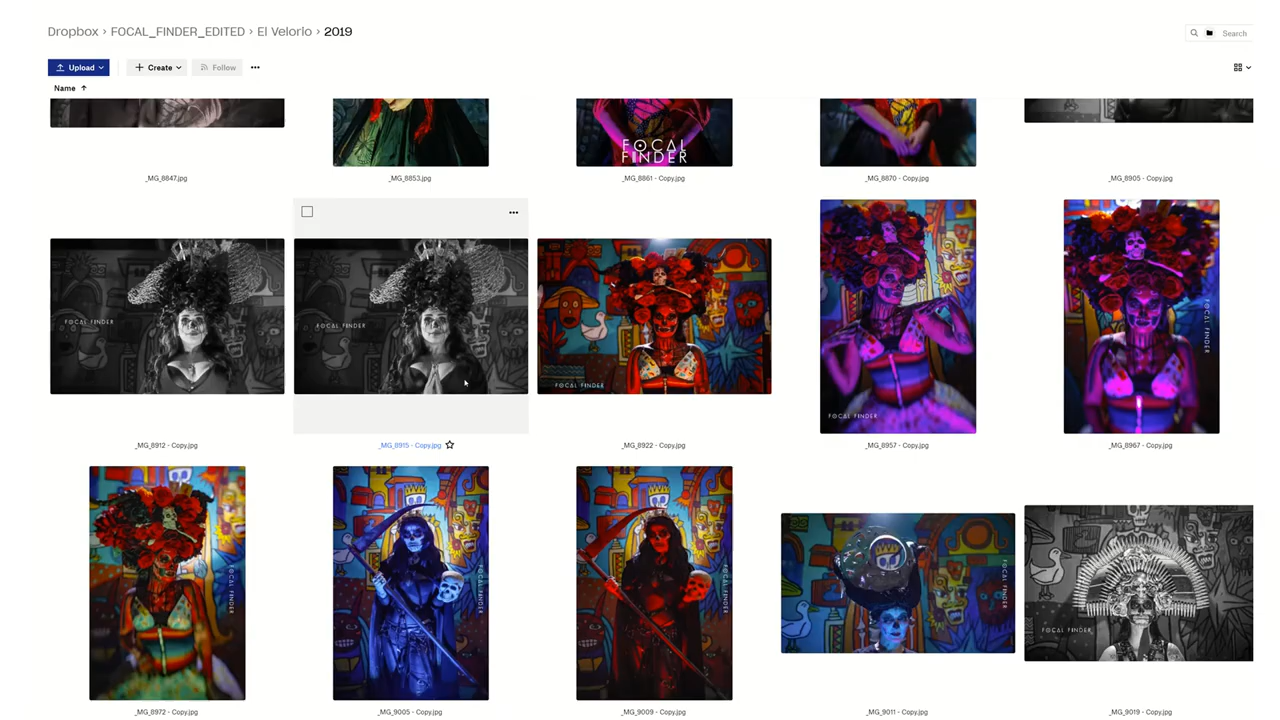 Dropbox > FOCAL_FINDER_EDITED > El Velorio > 2019
Search
Upload
Create
Follow
Name
FOCAL
FINDER
_MG_8847.jpg
_MG_8853.jpg
_MG_8861 - Copy.jpg
_MG_8870 - Copy.jpg
_MG_8905 - Copy.jpg
FOCAL FINDER
FOCAL FINDER
FOCAL FINDER
FOCAL FINDER
FOCAL FINDER
_MG_8912 - Copy.jpg
_MG_8915 - Copy.jpg
_MG_8922 - Copy.jpg
_MG_8957 - Copy.jpg
_MG_8967 - Copy.jpg
FOCAL FINDER
FOCAL FINDER
FOCAL FINDER
FOCAL FINDER
FOCAL FINDER
_MG_8972 - Copy.jpg
_MG_9005 - Copy.jpg
_MG_9009 - Copy.jpg
_MG_9011 - Copy.jpg
_MG_9019 - Copy.jpg